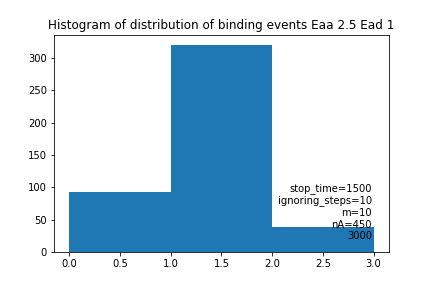 Histogram of distribution of binding events Eaa 2.5 Ead 1
300
250
200
150
100
50
0
stop_time=1500
ignoring_steps=10
m=10
nA=450
3000
0.0 0.5 1.0 1.5 2.0 2.5 3.0